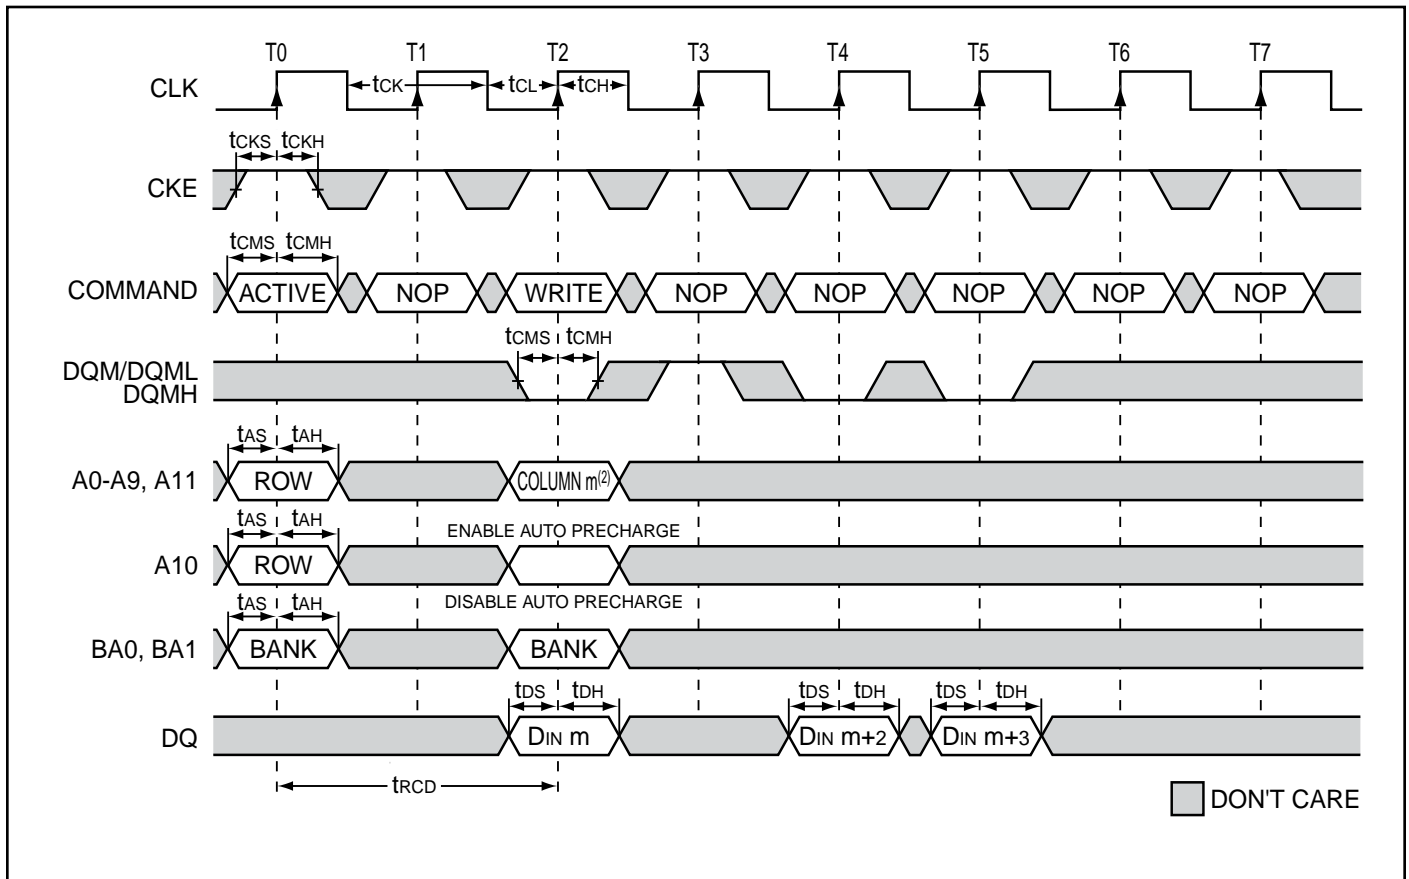 T0 T1 T2 T3 T4 T5 T6 T7
CLK tCK tCL tCH
tCKS tCKH
CKE
tCMS tCMH
COMMAND ACTIVE NOP WRITE NOP NOP NOP NOP NOP
tCMS tCMH
DQM/DQML
DQMH
tAS tAH
A0-A9, A11 ROW COLUMN m(2)
tAS tAH ENABLE AUTO PRECHARGE
A10 ROW
DISABLE AUTO PRECHARGE
tAS tAH
BA0, BA1 BANK BANK
tDS tDH tDS tDH tDS tDH
DQ DIN m DIN m+2 DIN m+3
tRCD
DON'T CARE